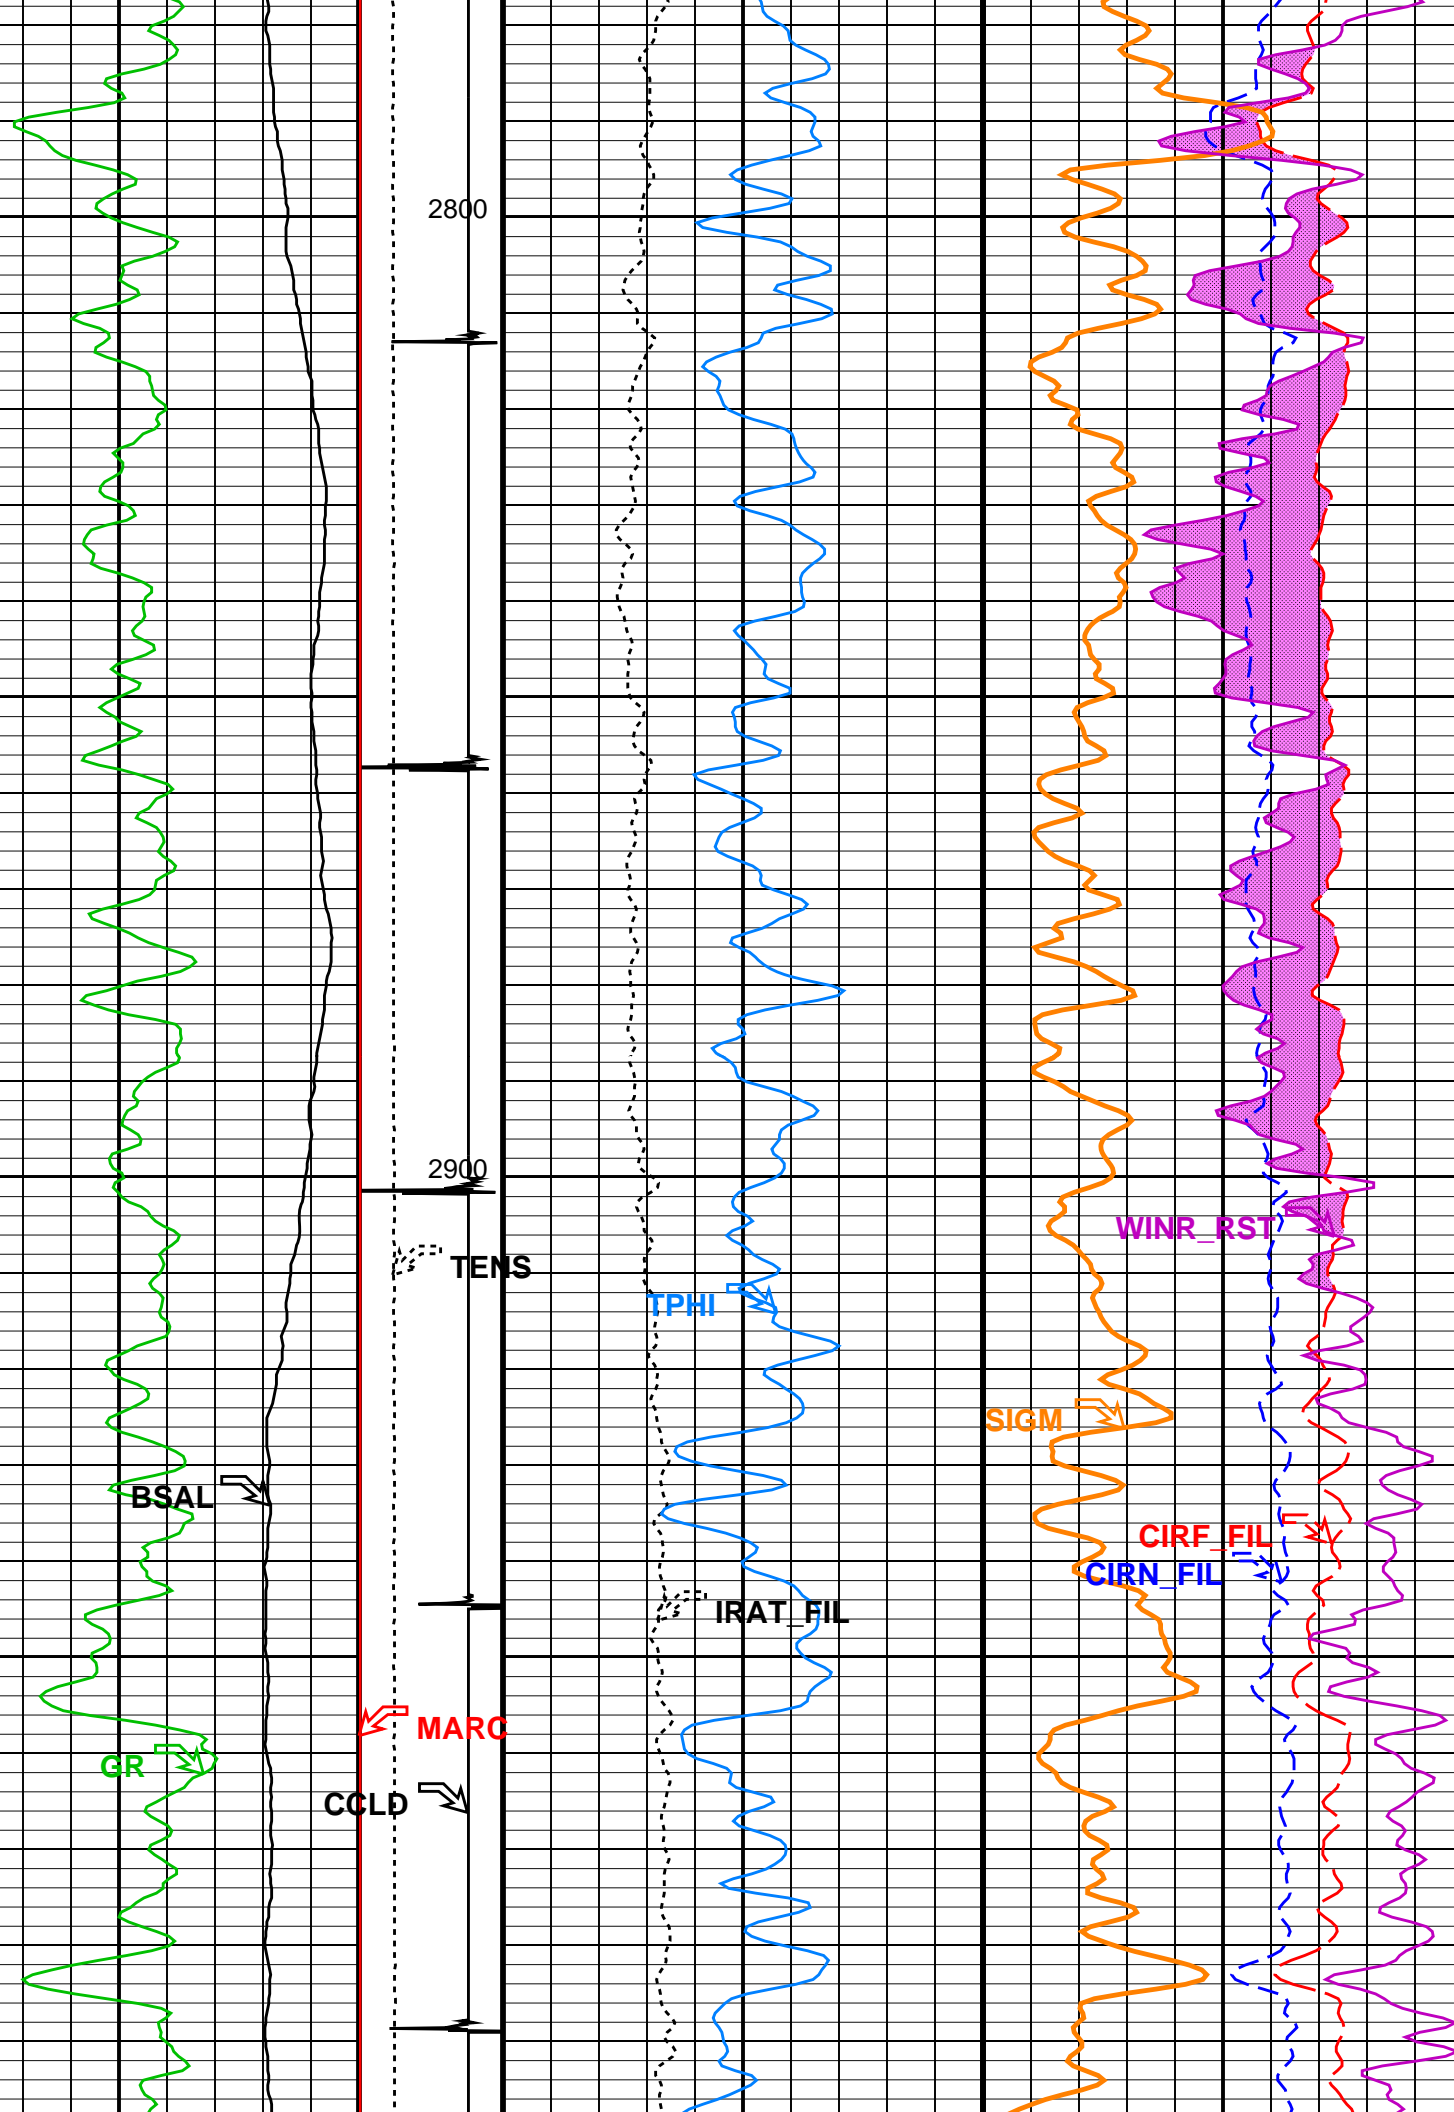 2800
2900
WINR_RST
TENS
TPHI
SIGM
BSAL
CIRF_FIL
CIRN_FIL
IRAT_FIL
MARC
GR
CCLD